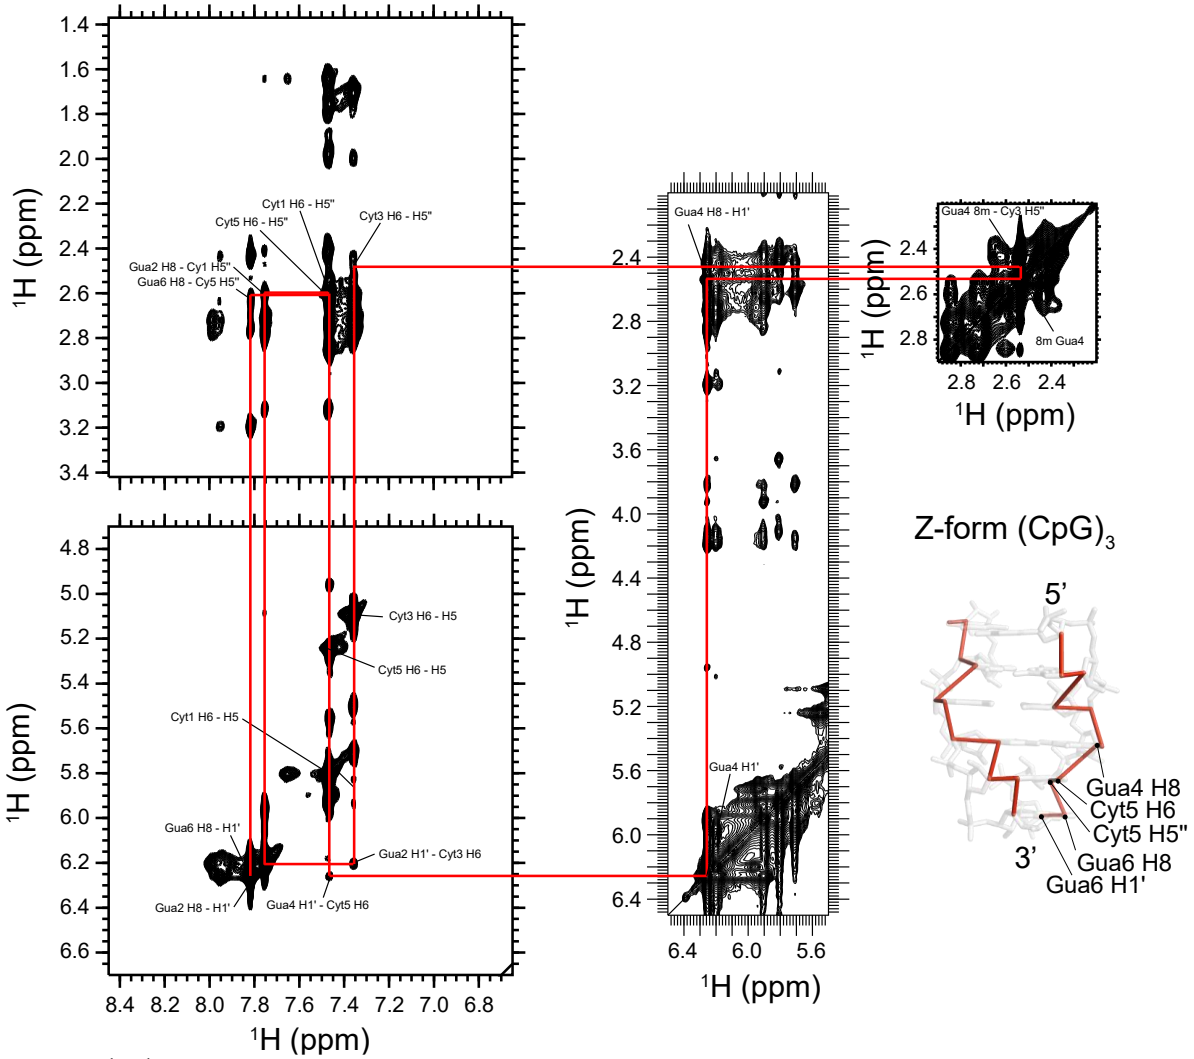 1.4
1.6
1.8
2.0
2.2
2.4
2.6
2.8
3.0
3.2
3.4
¹H (ppm)
Cyt1 H6 - H5"
Cyt5 H6 - H5"
Cyt3 H6 - H5"
Gua2 H8 - Cy1 H5"
Gua6 H8 - Cy5 H5"
4.8
5.0
5.2
5.4
5.6
5.8
6.0
6.2
6.4
6.6
¹H (ppm)
Cyt3 H6 - H5
Cyt5 H6 - H5
Cyt1 H6 - H5
Gua6 H8 - H1'
Gua2 H1' - Cyt3 H6
Gua2 H8 - H1'
Gua4 H1' - Cyt5 H6
8.4 8.2 8.0 7.8 7.6 7.4 7.2 7.0 6.8
¹H (ppm)
Gua4 H8 - H1'
2.4
2.8
3.2
3.6
4.0
4.4
4.8
5.2
5.6
6.0
6.4
¹H (ppm)
Gua4 H1'
6.4 6.0 5.6
¹H (ppm)
Gua4 8m - Cy3 H5"
2.4
2.6
2.8
¹H (ppm)
8m Gua4
2.8 2.6 2.4
¹H (ppm)
Z-form (CpG)₃
5'
Gua4 H8
Cyt5 H6
Cyt5 H5"
3'
Gua6 H8
Gua6 H1'